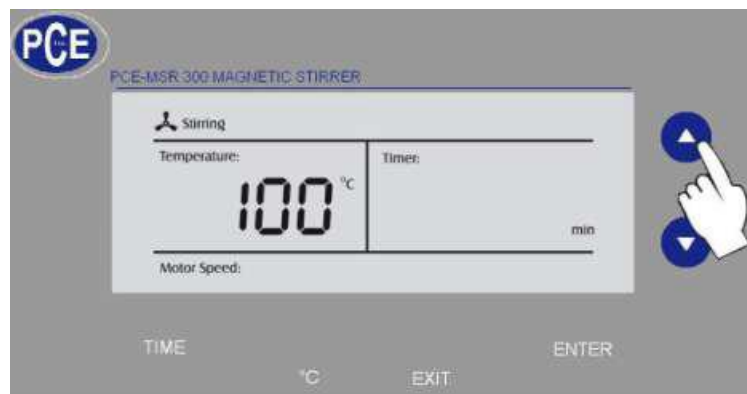 PCE
PCE-MSR 300 MAGNETIC STIRRER
Stirring
Temperature:
100 °C
Timer:
min
Motor Speed:
TIME
ENTER
°C
EXIT